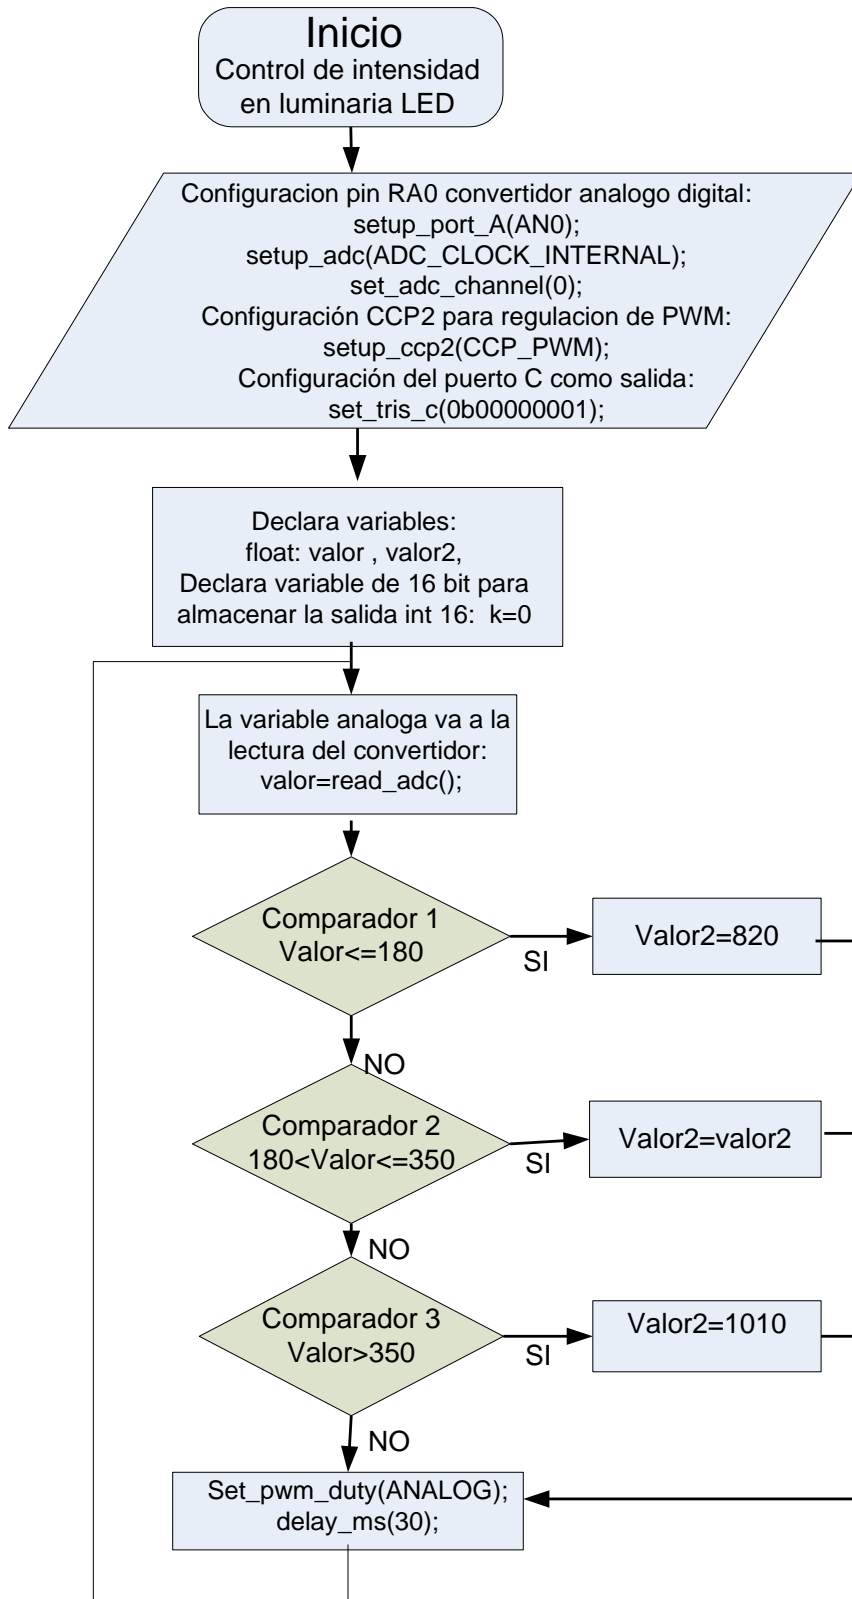 Inicio
Control de intensidad
en luminaria LED
Configuracion pin RA0 convertidor analogo digital:
setup_port_A(AN0);
setup_adc(ADC_CLOCK_INTERNAL);
set_adc_channel(0);
Configuración CCP2 para regulacion de PWM:
setup_ccp2(CCP_PWM);
Configuración del puerto C como salida:
set_tris_c(0b00000001);
Declara variables:
float: valor , valor2,
Declara variable de 16 bit para
almacenar la salida int 16:  k=0
La variable analoga va a la
lectura del convertidor:
valor=read_adc();
Comparador 1
Valor<=180
SI
Valor2=820
NO
Comparador 2
180<Valor<=350
SI
Valor2=valor2
NO
Comparador 3
Valor>350
SI
Valor2=1010
NO
Set_pwm_duty(ANALOG);
delay_ms(30);